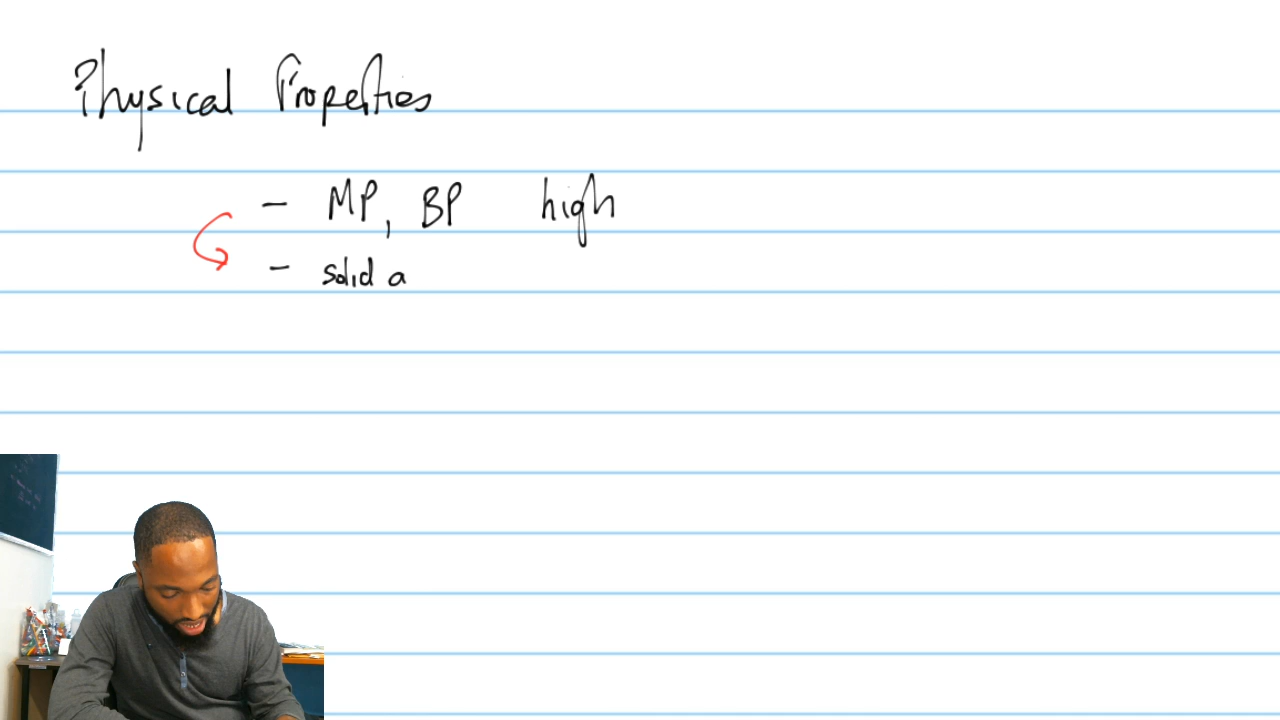 Physical Properties
- MP, BP high
- solid a